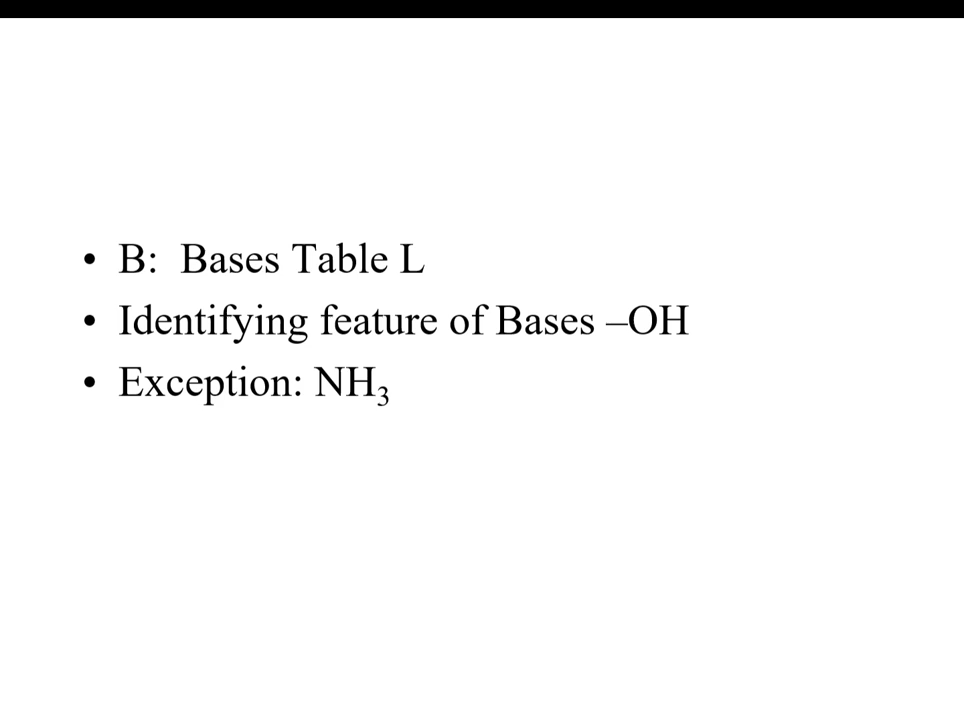 • B:  Bases Table L
• Identifying feature of Bases –OH
• Exception: NH₃